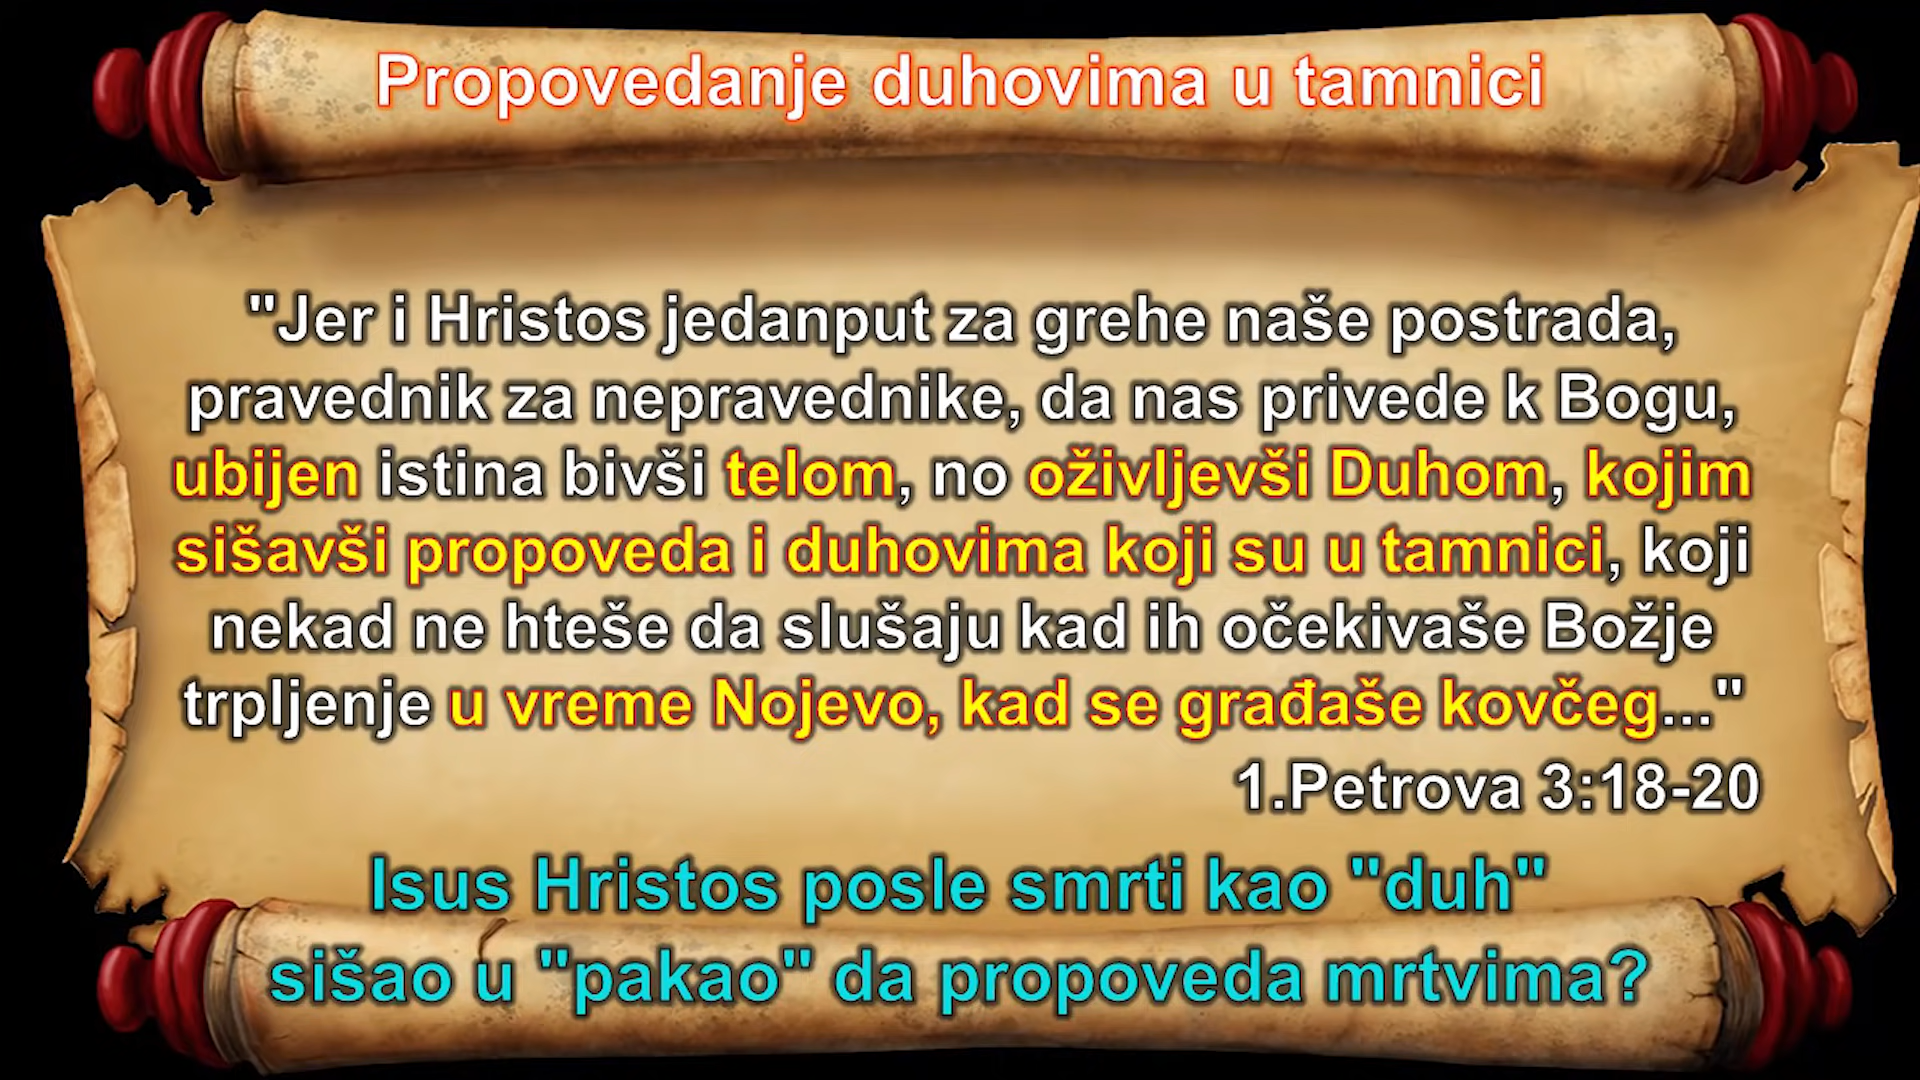 Propovedanje duhovima u tamnici
"Jer i Hristos jedanput za grehe naše postrada,
pravednik za nepravednike, da nas privede k Bogu,
ubijen istina bivši telom, no oživljevši Duhom, kojim
sišavši propoveda i duhovima koji su u tamnici, koji
nekad ne hteše da slušaju kad ih očekivaše Božje
trpljenje u vreme Nojevo, kad se građaše kovčeg..."
1.Petrova 3:18-20
Isus Hristos posle smrti kao "duh"
sišao u "pakao" da propoveda mrtvima?